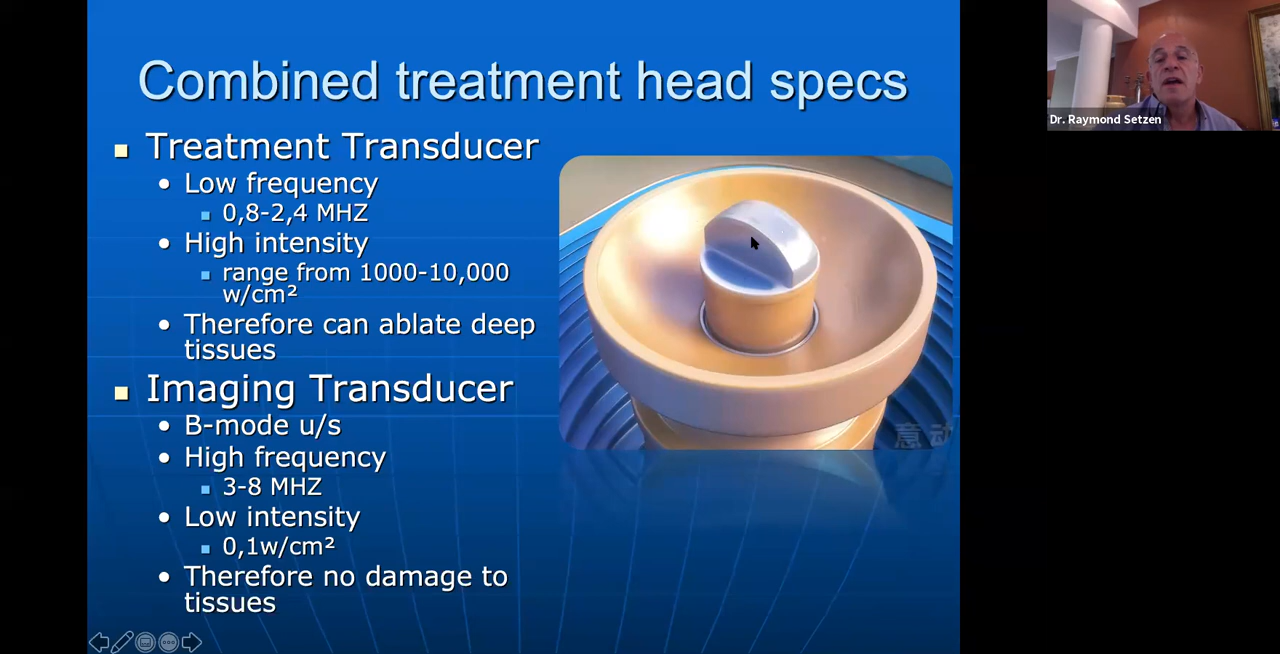 Combined treatment head specs
Treatment Transducer
Low frequency
0,8-2,4 MHZ
High intensity
range from 1000-10,000
w/cm²
Therefore can ablate deep
tissues
Imaging Transducer
B-mode u/s
High frequency
3-8 MHZ
Low intensity
0,1w/cm²
Therefore no damage to
tissues
意动
Dr. Raymond Setzen